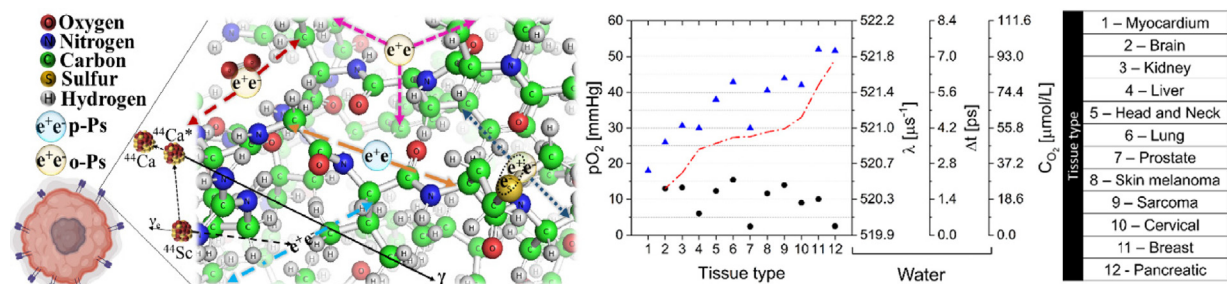 Oxygen
Nitrogen
Carbon
Sulfur
Hydrogen
e⁺e⁻ p-Ps
e⁺e⁻ o-Ps
⁴⁴Ca*
⁴⁴Ca
⁴⁴Sc
γ
e⁺e⁻
e⁺e⁻
e⁺e⁻
e⁺e⁻
e⁺e⁻
γ
pO₂ [mmHg]
60
50
40
30
20
10
0
1 2 3 4 5 6 7 8 9 10 11 12
Tissue type
522.2
521.8
521.4
521.0
520.7
520.3
519.9
λ [μs⁻¹]
8.4
7.0
5.6
4.2
2.8
1.4
0.0
Δt [ps]
111.6
93.0
74.4
55.8
37.2
18.6
0.0
C_O₂ [μmol/L]
Water
Tissue type
1 – Myocardium
2 – Brain
3 – Kidney
4 – Liver
5 – Head and Neck
6 – Lung
7 – Prostate
8 – Skin melanoma
9 – Sarcoma
10 – Cervical
11 – Breast
12 - Pancreatic